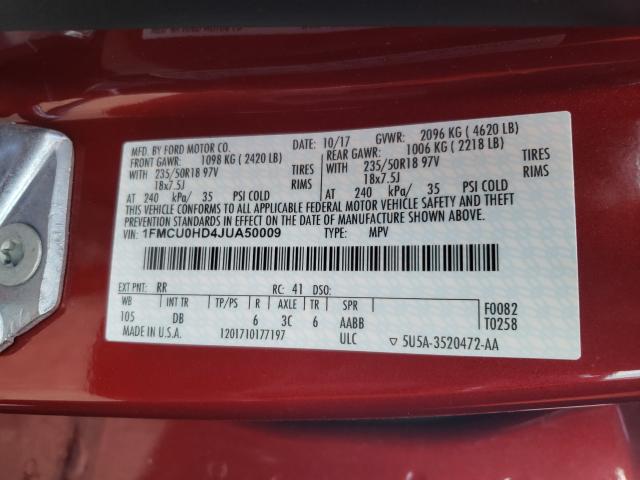 MFD. BY FORD MOTOR CO.
10/17 GVWR: 2096 KG ( 4620 LB)
FRONT GAWR: 1098 KG ( 2420 LB)
REAR GAWR: 1006 KG ( 2218 LB)
WITH 235/50R18 97V TIRES
WITH 235/50R18 97V TIRES
18x7.5J RIMS
18x7.5J RIMS
AT 240 kPa/ 35 PSI COLD
AT 240 kPa/ 35 PSI COLD
THIS VEHICLE CONFORMS TO ALL APPLICABLE FEDERAL MOTOR VEHICLE SAFETY AND THEFT
PREVENTION STANDARDS IN EFFECT ON THE DATE OF MANUFACTURE SHOWN ABOVE.
VIN: 1FMCU0HD4JUA50009 TYPE: MPV
EXT PNT: RR RC: 41 DSO:
WB INT TR TP/PS R AXLE TR SPR F0082
105 DB 6 3C 6 AABB T0258
MADE IN U.S.A. 1201710177197 ULC ▽ 5U5A-3520472-AA